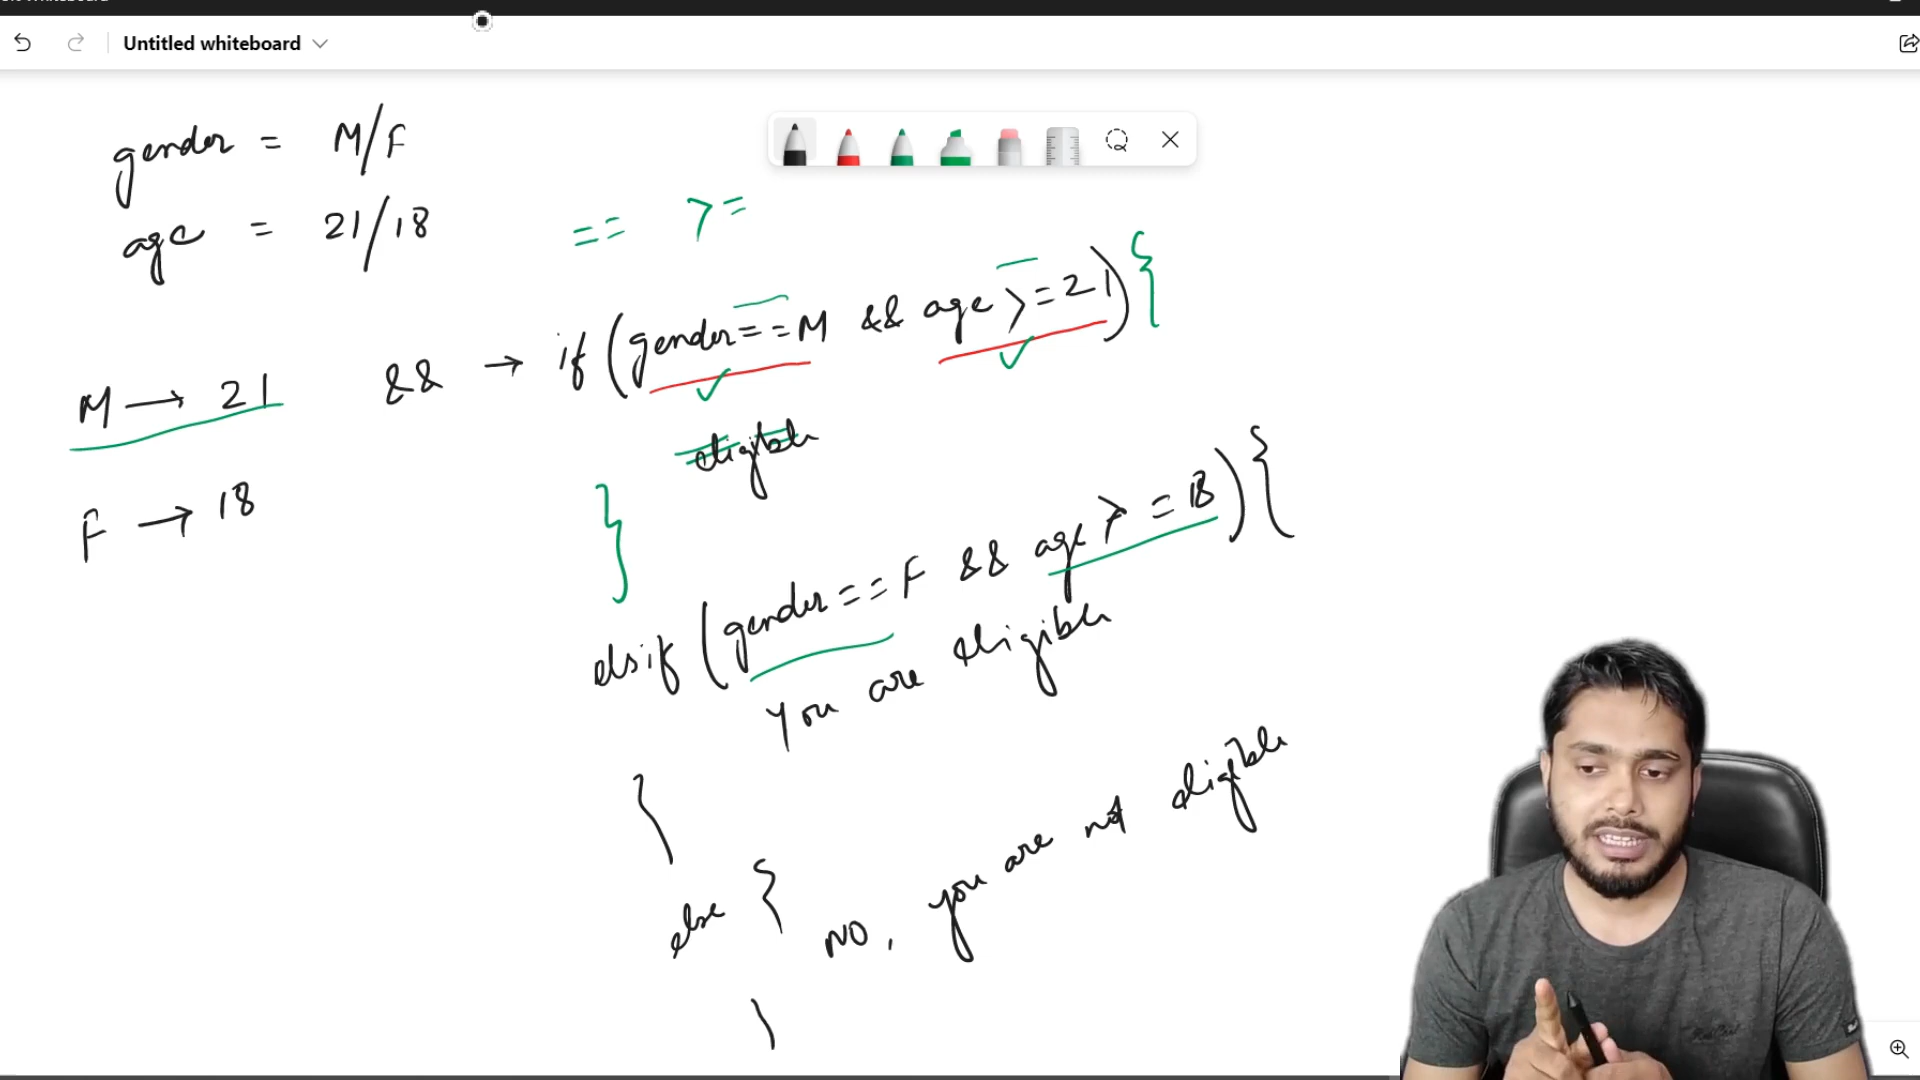 Untitled whiteboard
gender = M/F
age = 21/18
== >=
M → 21 && → if (gender==M && age >=21){
eligible
F → 18
}
elsif (gender==F && age >=18){
You are eligible
}
else {
NO, you are not eligible
}